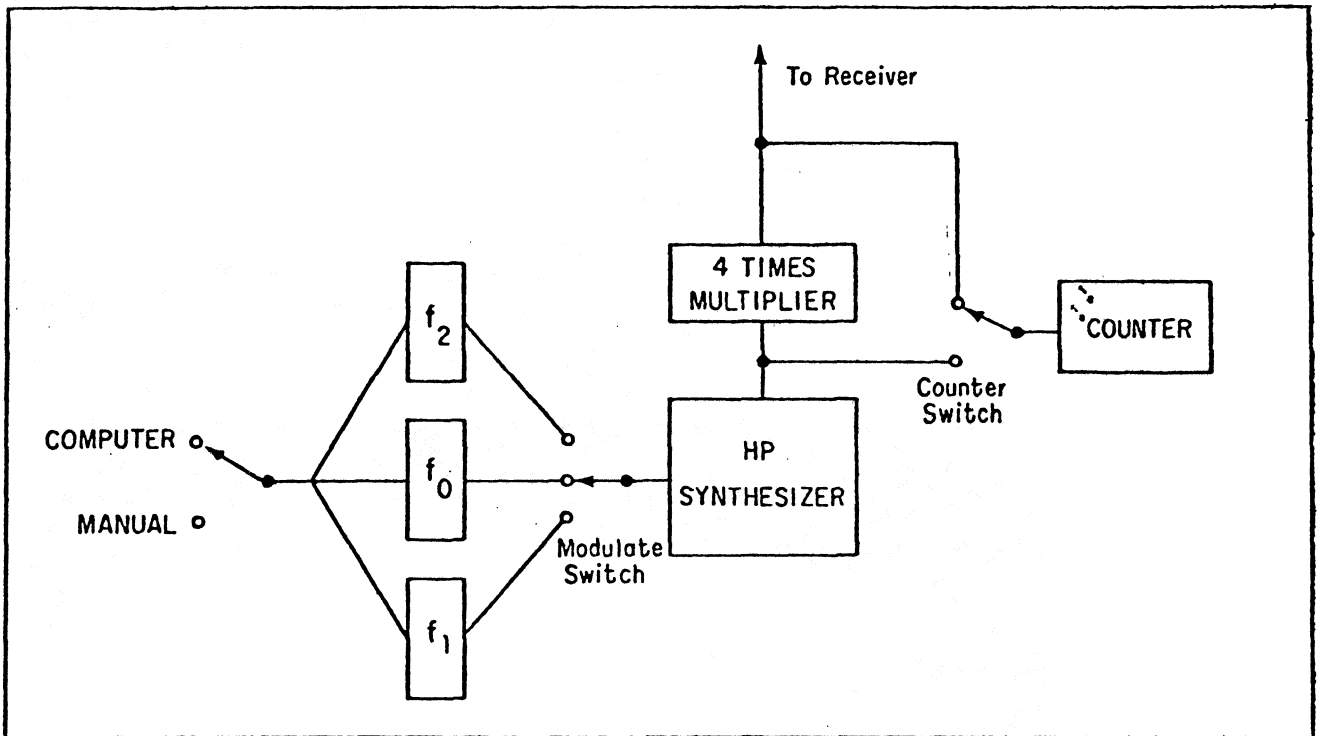 To Receiver
4 TIMES
MULTIPLIER
COUNTER
Counter
Switch
f2
COMPUTER
f0
MANUAL
HP
SYNTHESIZER
Modulate
Switch
f1